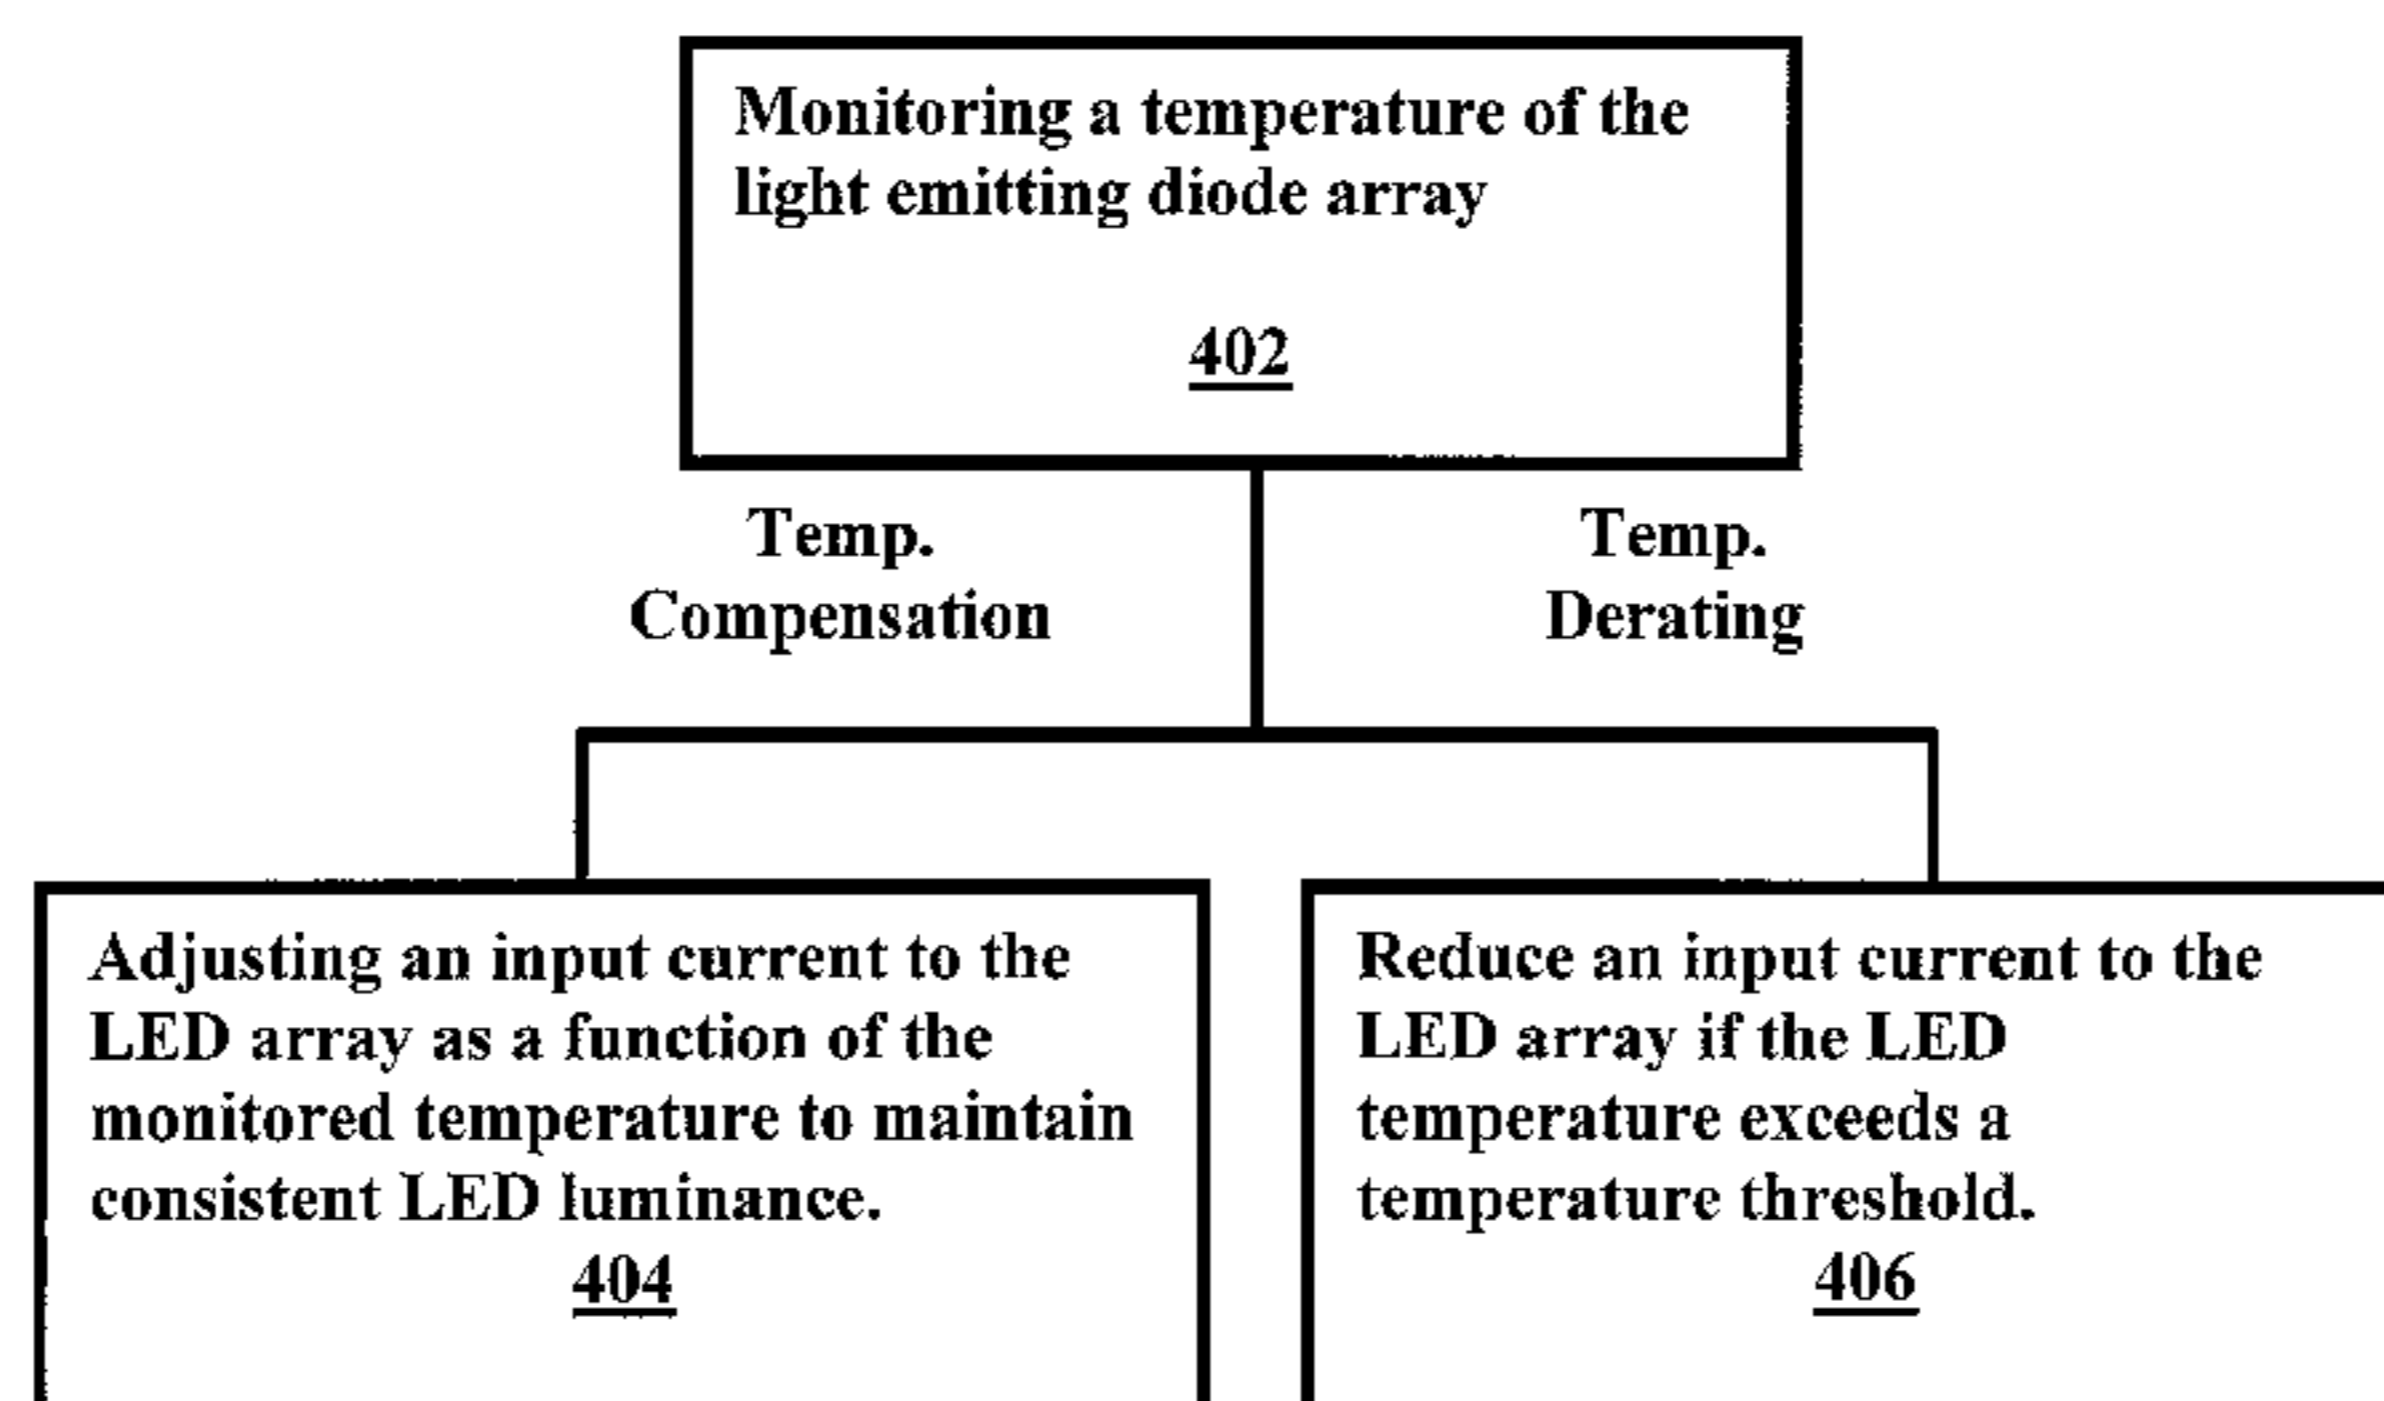 Monitoring a temperature of the
light emitting diode array
402
Temp.
Compensation
Temp.
Derating
Adjusting an input current to the
LED array as a function of the
monitored temperature to maintain
consistent LED luminance.
404
Reduce an input current to the
LED array if the LED
temperature exceeds a
temperature threshold.
406